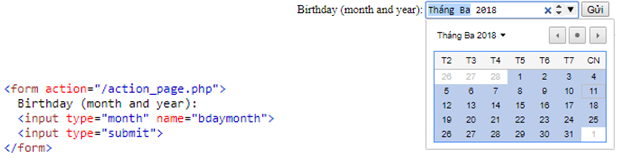 Birthday (month and year): Tháng Ba 2018 Gửi
Tháng Ba 2018
T2 T3 T4 T5 T6 T7 CN
26 27 28 1 2 3 4
5 6 7 8 9 10 11
12 13 14 15 16 17 18
19 20 21 22 23 24 25
26 27 28 29 30 31 1
<form action="/action_page.php">
Birthday (month and year):
<input type="month" name="bdaymonth">
<input type="submit">
</form>